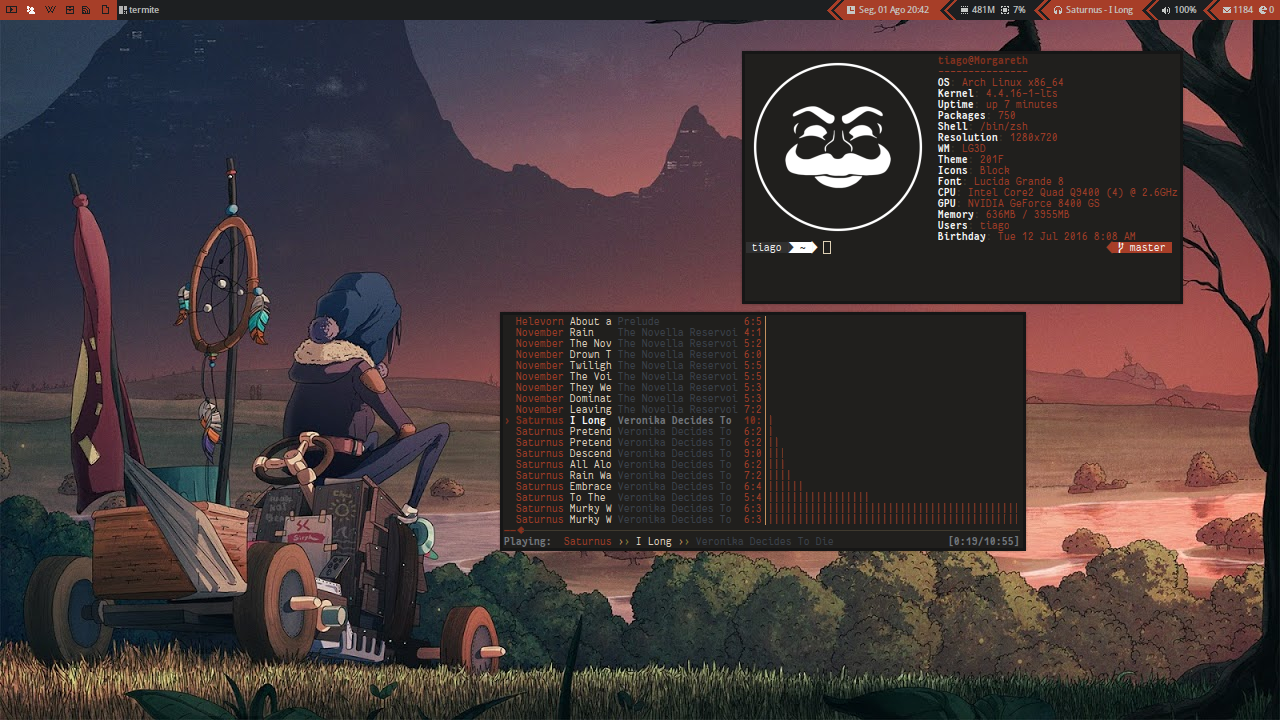 termite
Seg, 01 Ago 20:42
481M 7%
Saturnus - I Long
100%
1184 0
tiago@Morgareth
---------------
OS: Arch Linux x86_64
Kernel: 4.4.16-1-lts
Uptime: up 7 minutes
Packages: 750
Shell: /bin/zsh
Resolution: 1280x720
WM: LG3D
Theme: 201F
Icons: Block
Font: Lucida Grande 8
CPU: Intel Core2 Quad Q9400 (4) @ 2.6GHz
GPU: NVIDIA GeForce 8400 GS
Memory: 636MB / 3955MB
Users: tiago
Birthday: Tue 12 Jul 2016 8:08 AM
tiago ~ master
Helevorn About a Prelude 6:5
November Rain The Novella Reservoi 4:1
November The Nov The Novella Reservoi 5:2
November Drown T The Novella Reservoi 6:0
November Twiligh The Novella Reservoi 5:5
November The Voi The Novella Reservoi 5:5
November They We The Novella Reservoi 5:3
November Dominat The Novella Reservoi 5:3
November Leaving The Novella Reservoi 7:2
› Saturnus I Long Veronika Decides To 10:
Saturnus Pretend Veronika Decides To 6:2
Saturnus Pretend Veronika Decides To 6:2
Saturnus Descend Veronika Decides To 9:0
Saturnus All Alo Veronika Decides To 6:2
Saturnus Rain Wa Veronika Decides To 7:2
Saturnus Embrace Veronika Decides To 6:4
Saturnus To The Veronika Decides To 5:4
Saturnus Murky W Veronika Decides To 6:3
Saturnus Murky W Veronika Decides To 6:3
Playing: Saturnus ›› I Long ›› Veronika Decides To Die [0:19/10:55]